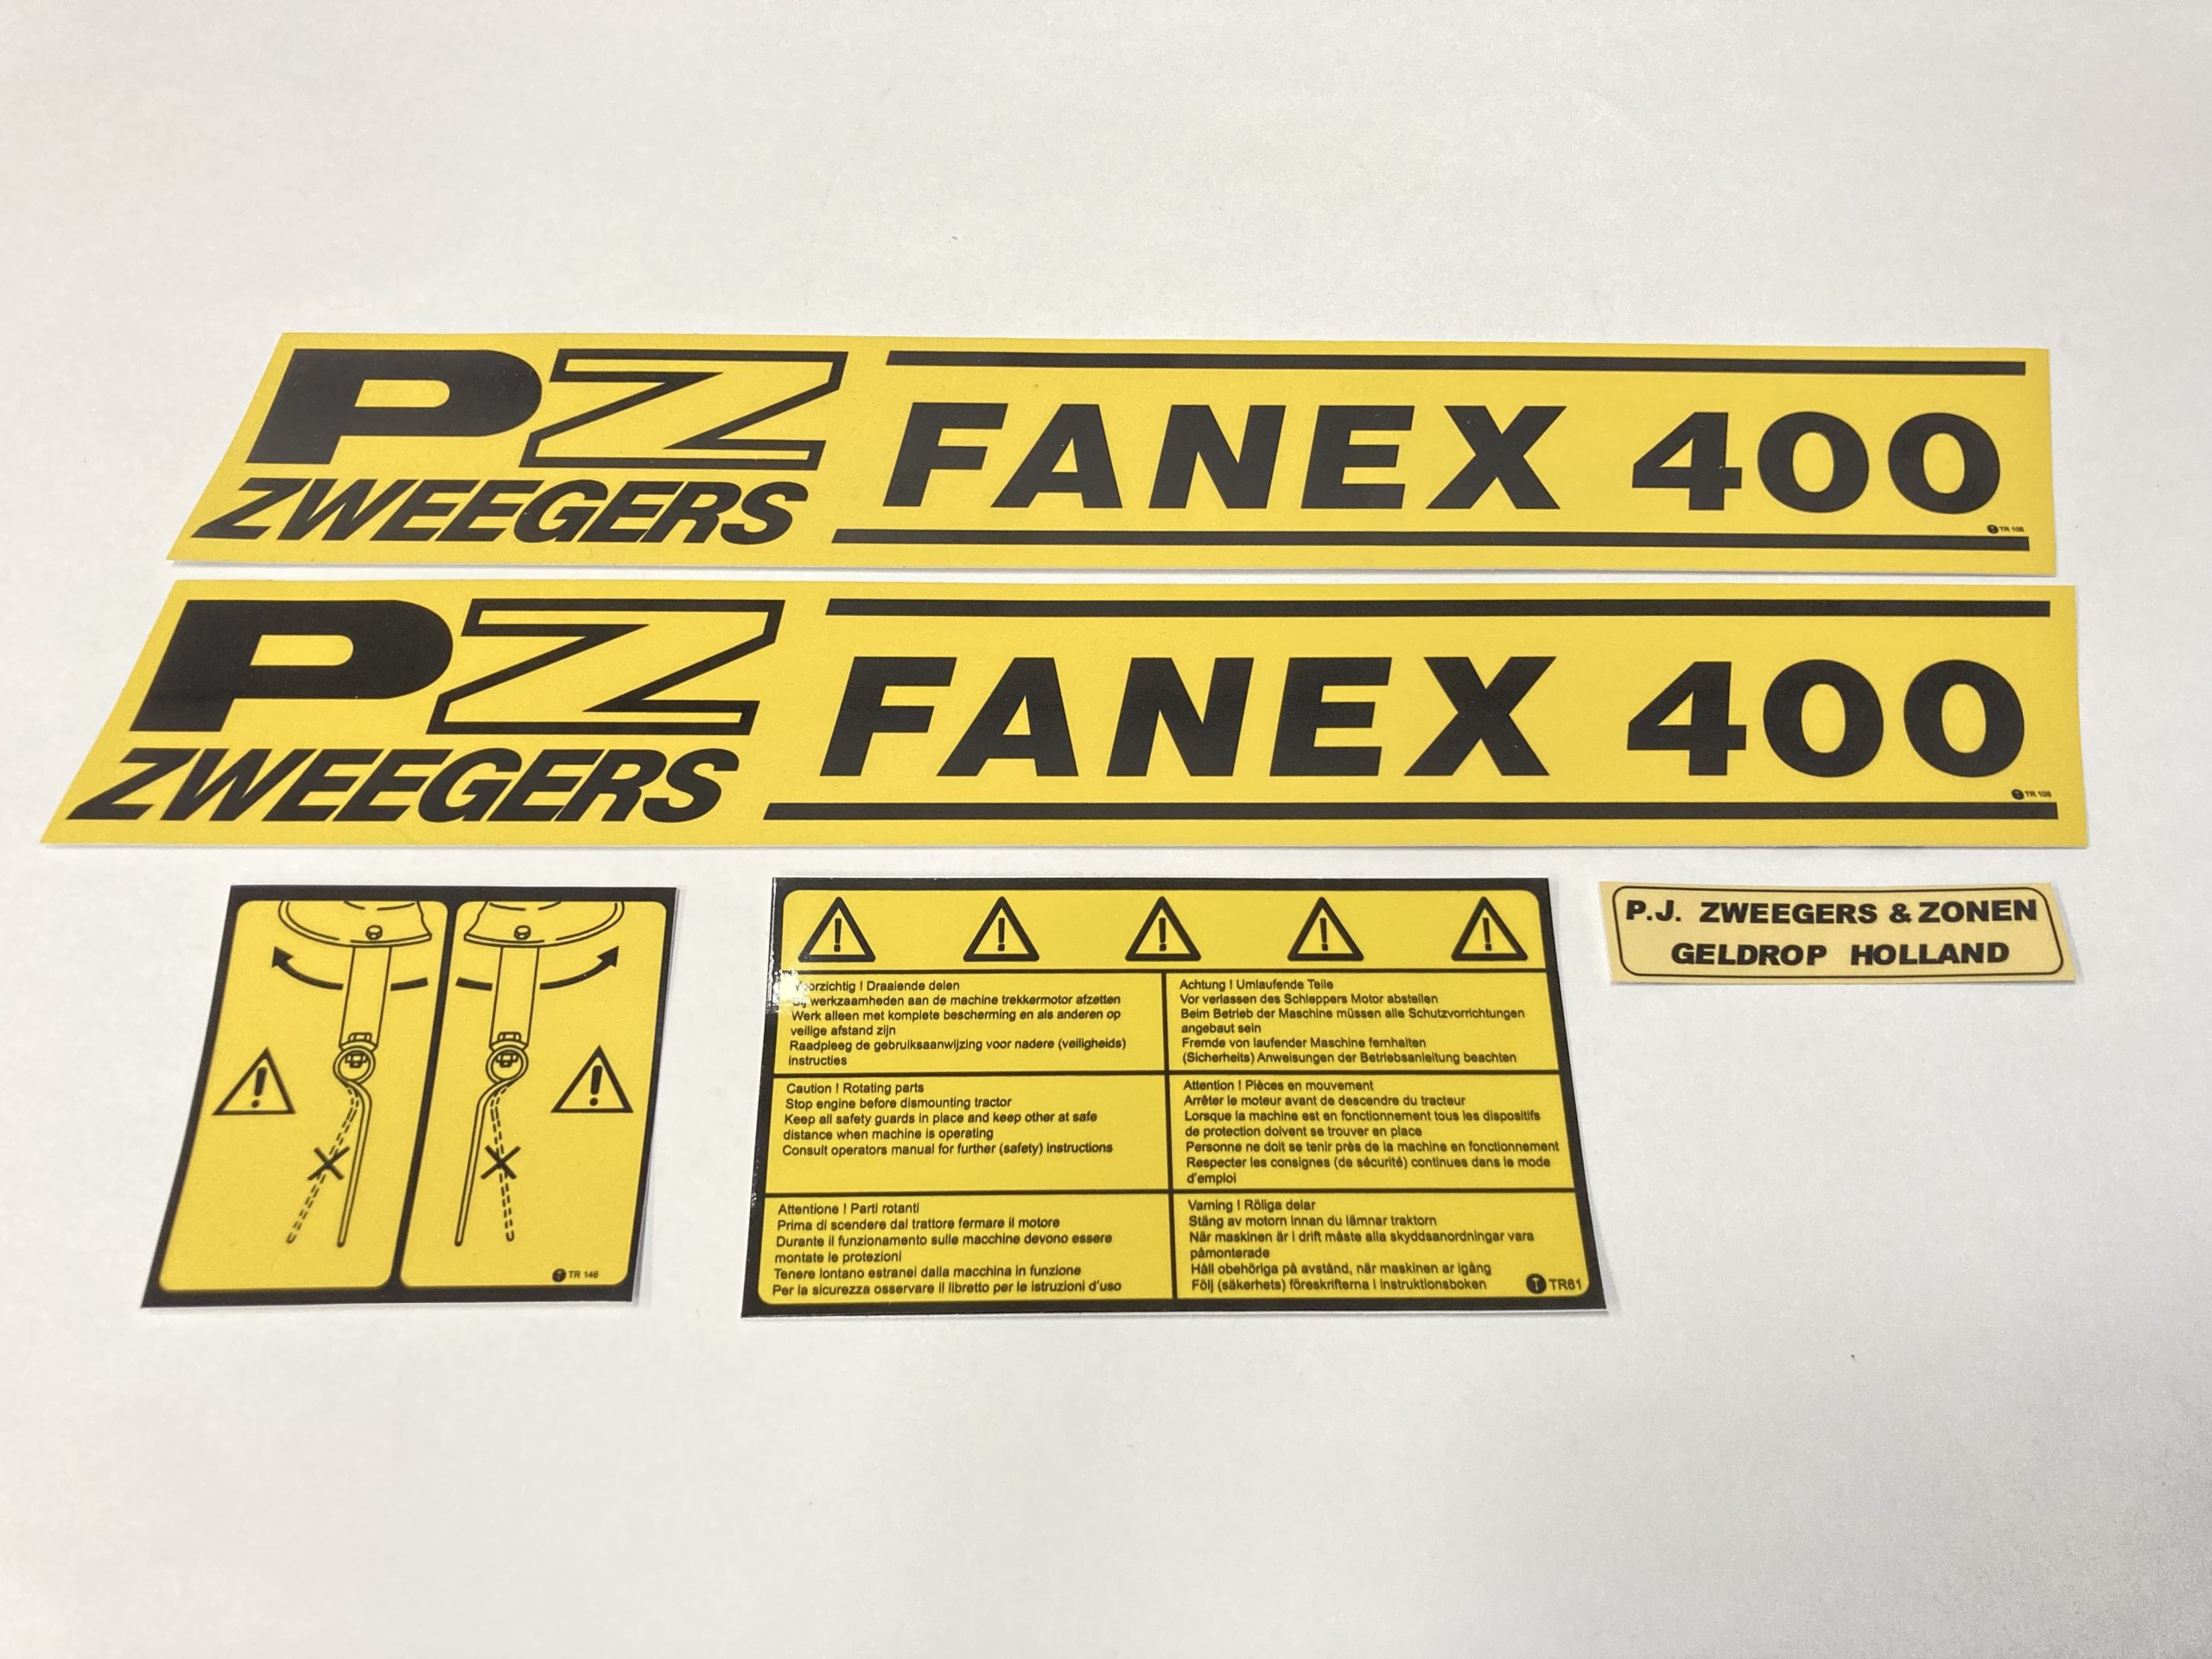 PZ
ZWEEGERS
FANEX 400
TR 108
PZ
ZWEEGERS
FANEX 400
TR 108
TR 146
Voorzichtig ! Draaiende delen
Bij werkzaamheden aan de machine trekkermotor afzetten
Werk alleen met komplete bescherming en als anderen op
veilige afstand zijn
Raadpleeg de gebruiksaanwijzing voor nadere (veiligheids)
instructies
Achtung ! Umlaufende Teile
Vor verlassen des Schleppers Motor abstellen
Beim Betrieb der Maschine müssen alle Schutzvorrichtungen
angebaut sein
Fremde von laufender Maschine fernhalten
(Sicherheits) Anweisungen der Betriebsanleitung beachten
Caution ! Rotating parts
Stop engine before dismounting tractor
Keep all safety guards in place and keep other at safe
distance when machine is operating
Consult operators manual for further (safety) instructions
Attention ! Pièces en mouvement
Arrêter le moteur avant de descendre du tracteur
Lorsque la machine est en fonctionnement tous les dispositifs
de protection doivent se trouver en place
Personne ne doit se tenir près de la machine en fonctionnement
Respecter les consignes (de sécurité) continues dans le mode
d'emploi
Attentione ! Parti rotanti
Prima di scendere dal trattore fermare il motore
Durante il funzionamento sulle macchine devono essere
montate le protezioni
Tenere lontano estranei dalla macchina in funzione
Per la sicurezza osservare il libretto per le istruzioni d'uso
Varning ! Röliga delar
Stäng av motorn innan du lämnar traktorn
När maskinen är i drift måste alla skyddsanordningar vara
påmonterade
Håll obehöriga på avstånd, när maskinen ar igång
Följ (säkerhets) föreskrifterna i instruktionsboken
TR61
P.J. ZWEEGERS & ZONEN
GELDROP HOLLAND